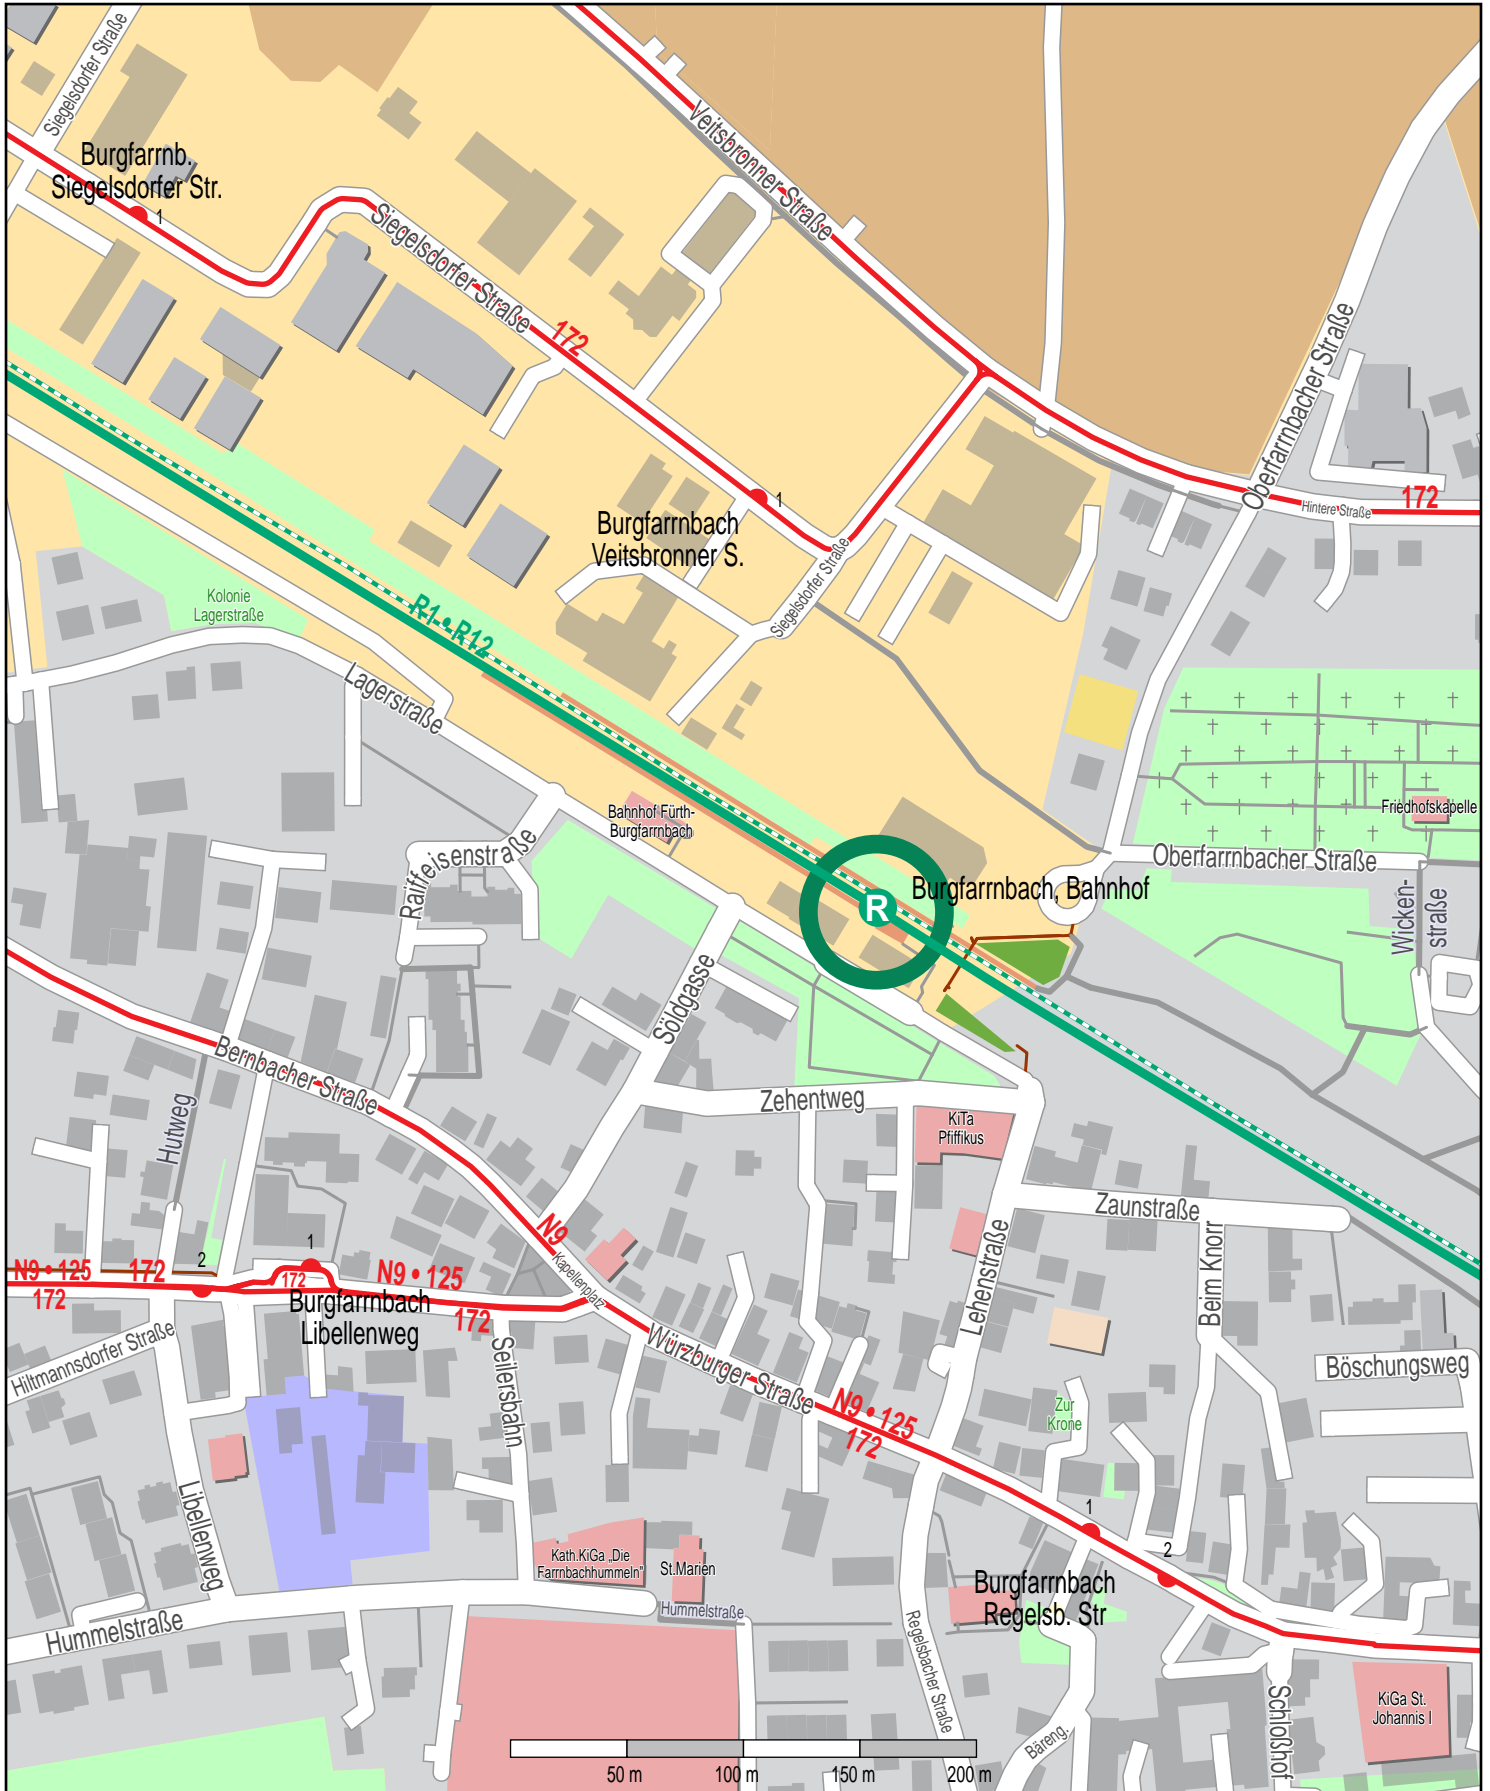 Siegelsdorfer Straße
Burgfarrnb.
Siegelsdorfer Str.
1
Siegelsdorfer Straße
172
Veitsbronner Straße
Oberfarrnbacher Straße
Hintere Straße
172
1
Burgfarrnbach
Veitsbronner S.
Siegelsdorfer Straße
Kolonie
Lagerstraße
R1 • R12
Lagerstraße
Bahnhof Fürth-
Burgfarrnbach
Friedhofskapelle
Raiffeisenstraße
Oberfarrnbacher Straße
R
Burgfarrnbach, Bahnhof
Wicken-
straße
Söldgasse
Bernbacher Straße
Hutweg
Zehentweg
KiTa
Pfiffikus
Zaunstraße
Lehenstraße
Beim Knorr
N9
Kapellenplatz
2
1
N9 • 125
172
172
172
N9 • 125
172
Burgfarrnbach
Libellenweg
Hiltmannsdorfer Straße
Seilersbahn
Würzburger Straße
N9 • 125
172
Böschungsweg
Zur
Krone
Libellenweg
1
2
Kath.KiGa „Die
Farrnbachhummeln"
St.Marien
Hummelstraße
Hummelstraße
Burgfarrnbach
Regelsb. Str
Regelsbacher Straße
Bäreng.
Schloßhof
KiGa St.
Johannis I
50 m
100 m
150 m
200 m